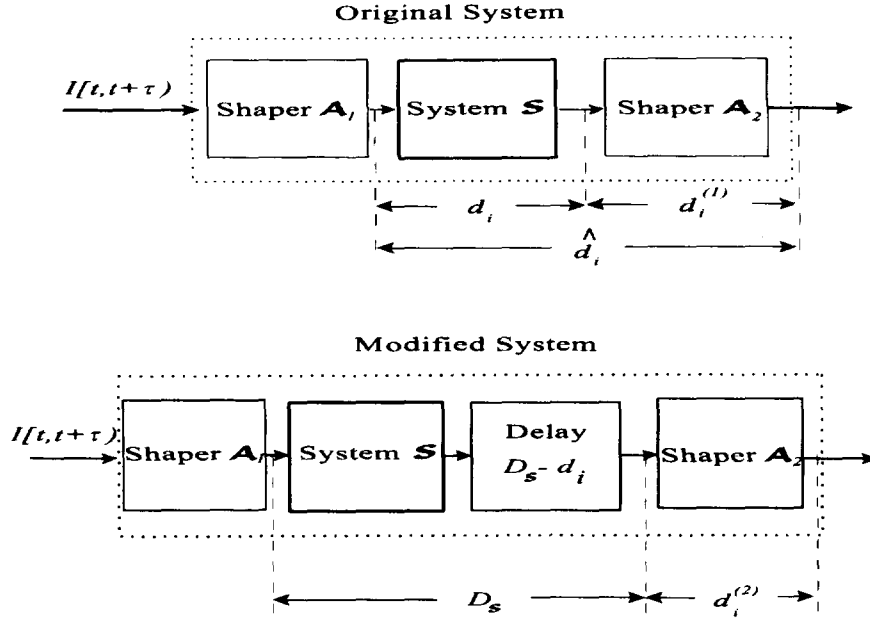 Original System
I[t, t + τ)
Shaper A₁
System S
Shaper A₂
dᵢ
dᵢ⁽¹⁾
d̂ᵢ
Modified System
I[t, t + τ)
Shaper A₁
System S
Delay
Dₛ - dᵢ
Shaper A₂
Dₛ
dᵢ⁽²⁾